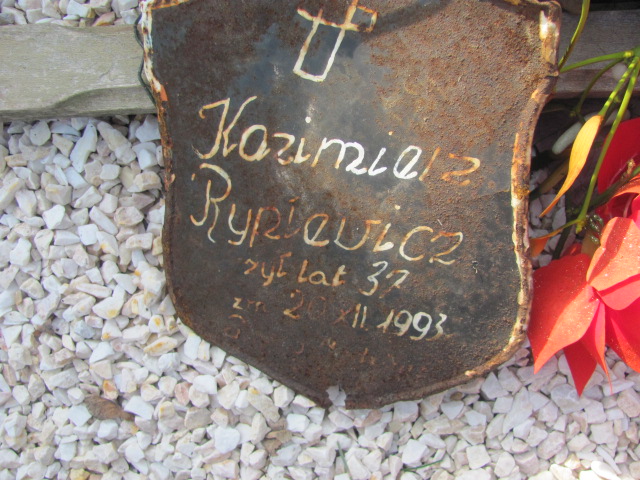 Kazimierz
Rypiewicz
żył lat 37
zm 20 XII 1993